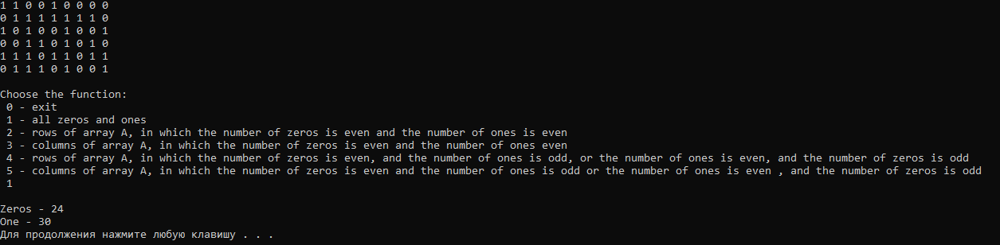 1 1 0 0 1 0 0 0 0
0 1 1 1 1 1 1 1 0
1 0 1 0 0 1 0 0 1
0 0 1 1 0 1 0 1 0
1 1 1 0 1 1 0 1 1
0 1 1 1 0 1 0 0 1
Choose the function:
0 - exit
1 - all zeros and ones
2 - rows of array A, in which the number of zeros is even and the number of ones is even
3 - columns of array A, in which the number of zeros is even and the number of ones even
4 - rows of array A, in which the number of zeros is even, and the number of ones is odd, or the number of ones is even, and the number of zeros is odd
5 - columns of array A, in which the number of zeros is even and the number of ones is odd or the number of ones is even , and the number of zeros is odd
1
Zeros - 24
One - 30
Для продолжения нажмите любую клавишу . . .